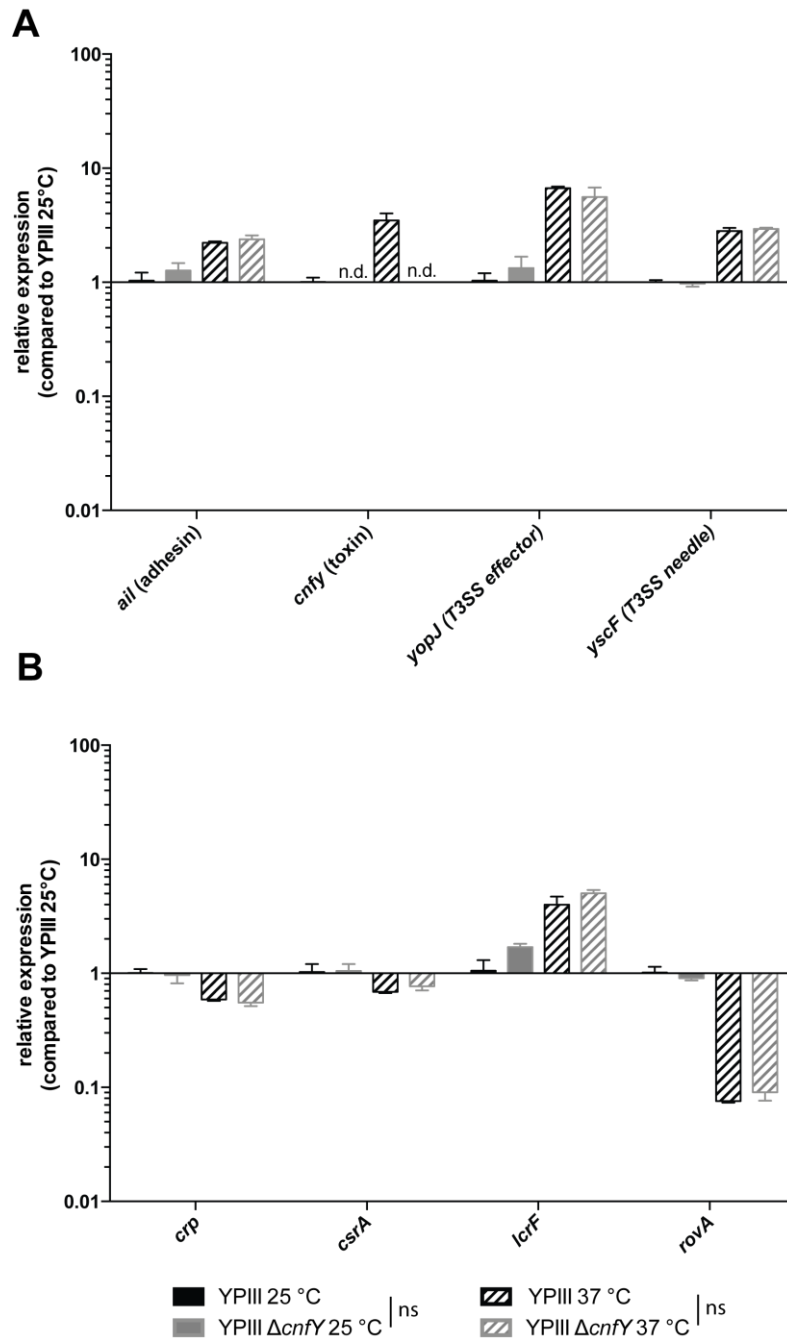 A
relative expression
(compared to YPIII 25°C)
100
10
1
0.1
0.01
n.d.
n.d.
ail (adhesin)
cnfy (toxin)
yopJ (T3SS effector)
yscF (T3SS needle)
B
relative expression
(compared to YPIII 25°C)
100
10
1
0.1
0.01
crp
csrA
lcrF
rovA
YPIII 25 °C
YPIII ΔcnfY 25 °C
ns
YPIII 37 °C
YPIII ΔcnfY 37 °C
ns